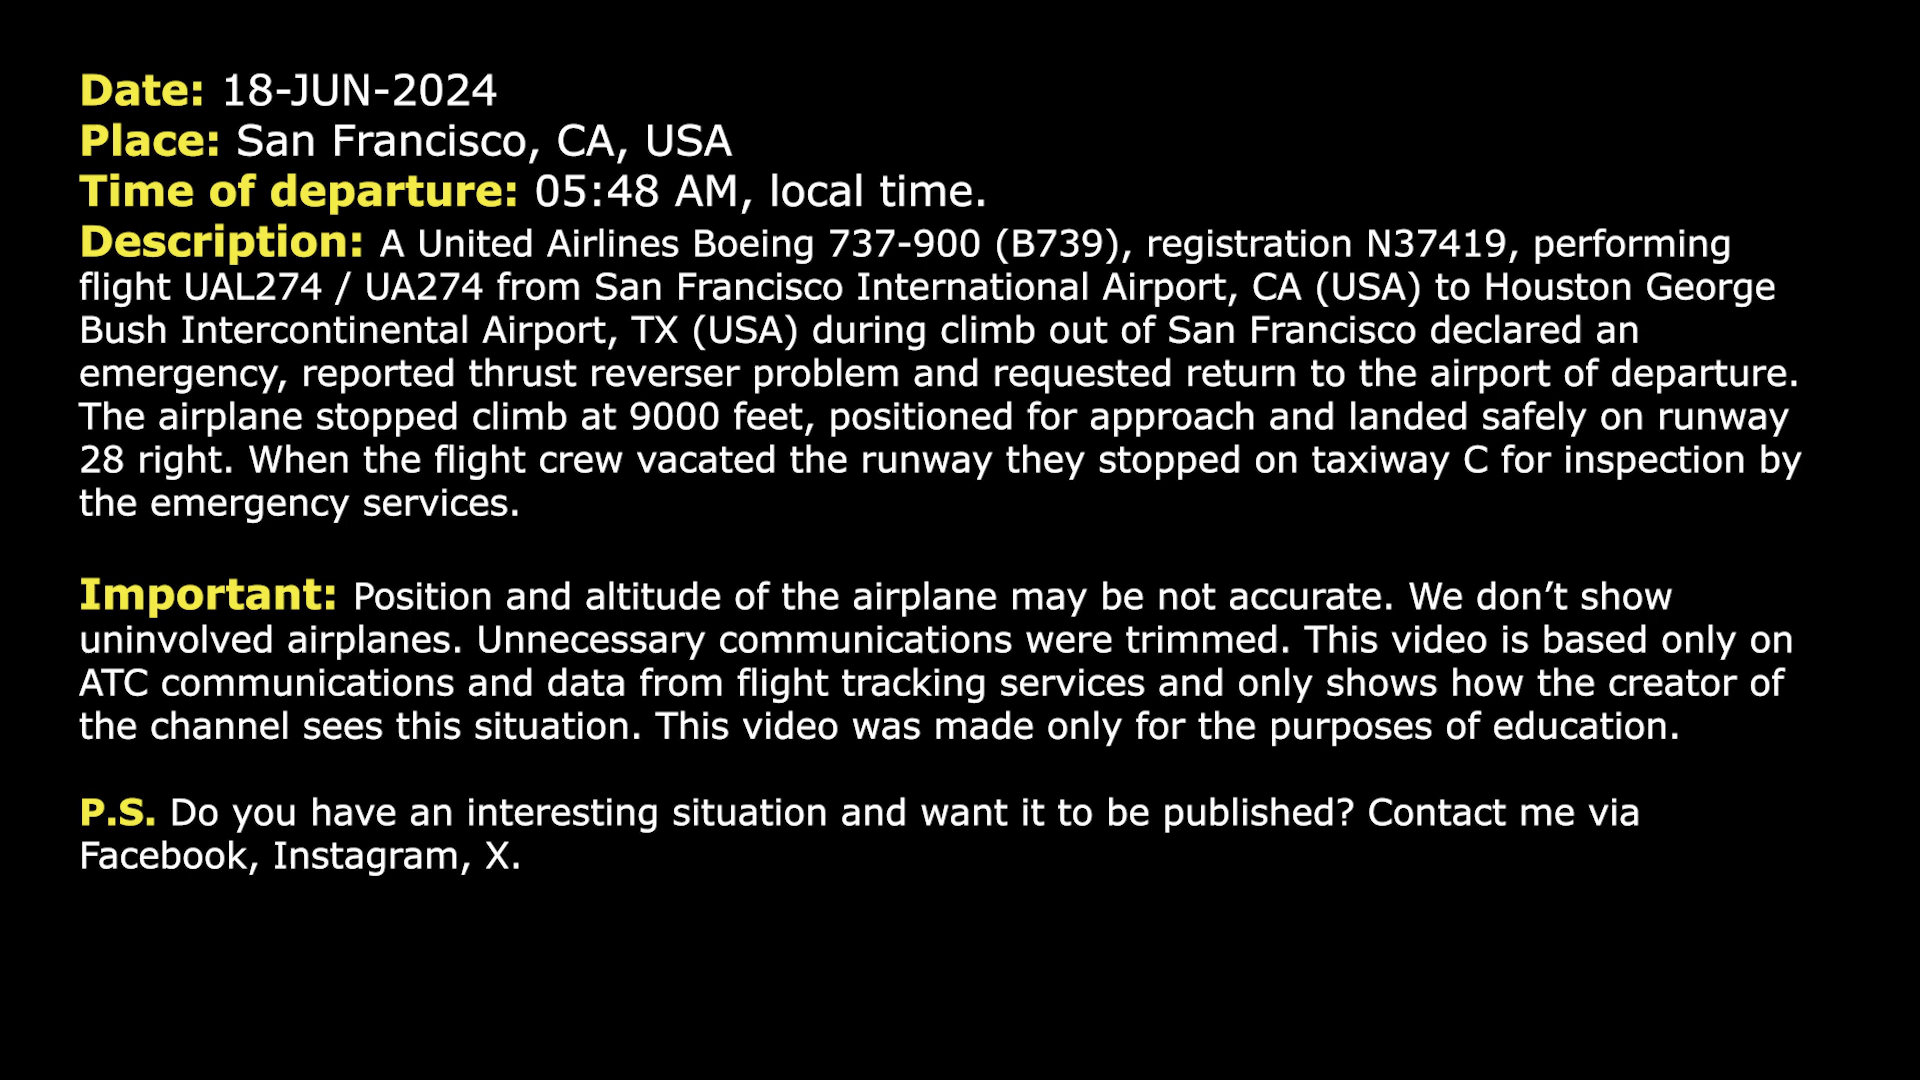 Date: 18-JUN-2024
Place: San Francisco, CA, USA
Time of departure: 05:48 AM, local time.
Description: A United Airlines Boeing 737-900 (B739), registration N37419, performing
flight UAL274 / UA274 from San Francisco International Airport, CA (USA) to Houston George
Bush Intercontinental Airport, TX (USA) during climb out of San Francisco declared an
emergency, reported thrust reverser problem and requested return to the airport of departure.
The airplane stopped climb at 9000 feet, positioned for approach and landed safely on runway
28 right. When the flight crew vacated the runway they stopped on taxiway C for inspection by
the emergency services.
Important: Position and altitude of the airplane may be not accurate. We don’t show
uninvolved airplanes. Unnecessary communications were trimmed. This video is based only on
ATC communications and data from flight tracking services and only shows how the creator of
the channel sees this situation. This video was made only for the purposes of education.
P.S. Do you have an interesting situation and want it to be published? Contact me via
Facebook, Instagram, X.